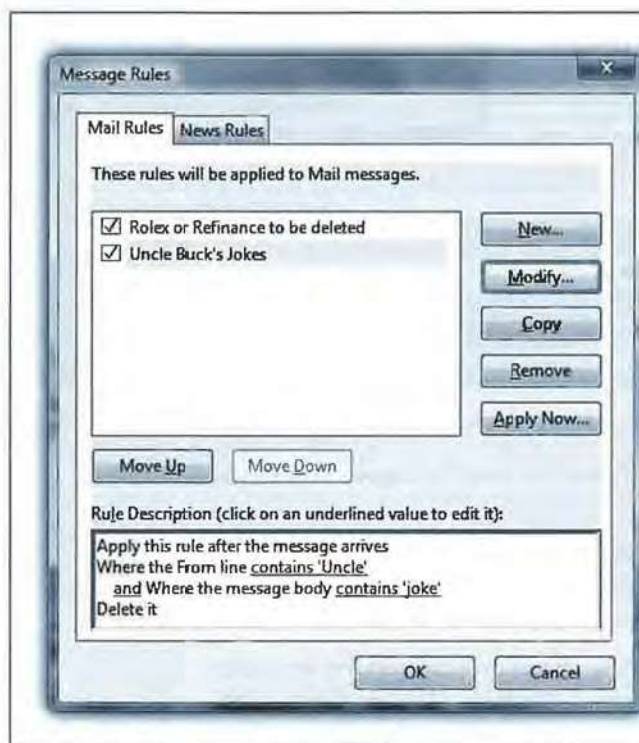 Message Rules
Mail Rules
News Rules
These rules will be applied to Mail messages.
Rolex or Refinance to be deleted
Uncle Buck's Jokes
New...
Modify...
Copy
Remove
Apply Now...
Move Up
Move Down
Rule Description (click on an underlined value to edit it):
Apply this rule after the message arrives
Where the From line contains 'Uncle'
and Where the message body contains 'joke'
Delete it
OK
Cancel